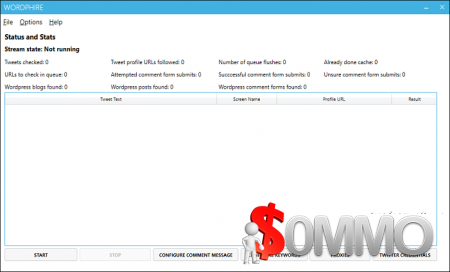 WORDPHIRE
File Options Help
Status and Stats
Stream state: Not running
Tweets checked: 0 Tweet profile URLs followed: 0 Number of queue flushes: 0 Already done cache: 0
URLs to check in queue: 0 Attempted comment form submits: 0 Successful comment form submits: 0 Unsure comment form submits: 0
Wordpress blogs found: 0 Wordpress posts found: 0 Wordpress comment forms found: 0
Tweet Text Screen Name Profile URL Result
$OMMO
START STOP CONFIGURE COMMENT MESSAGE KEYWORDS CREDENTIALS